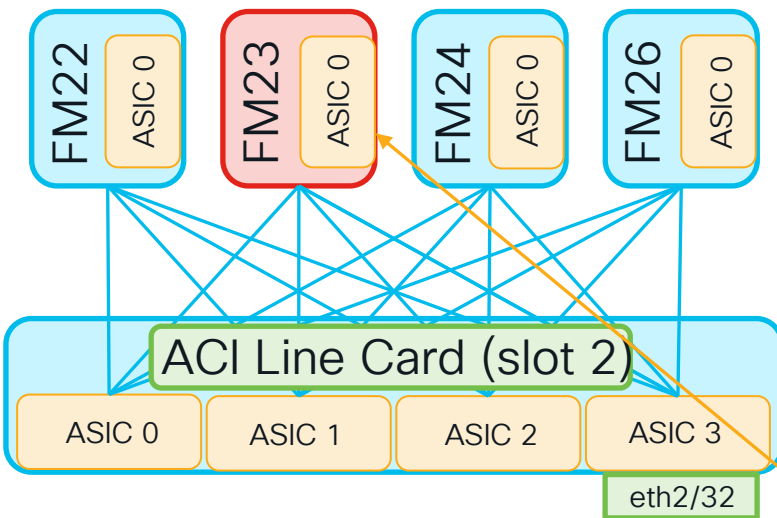 FM22
ASIC 0
FM23
ASIC 0
FM24
ASIC 0
FM26
ASIC 0
ACI Line Card (slot 2)
ASIC 0
ASIC 1
ASIC 2
ASIC 3
eth2/32